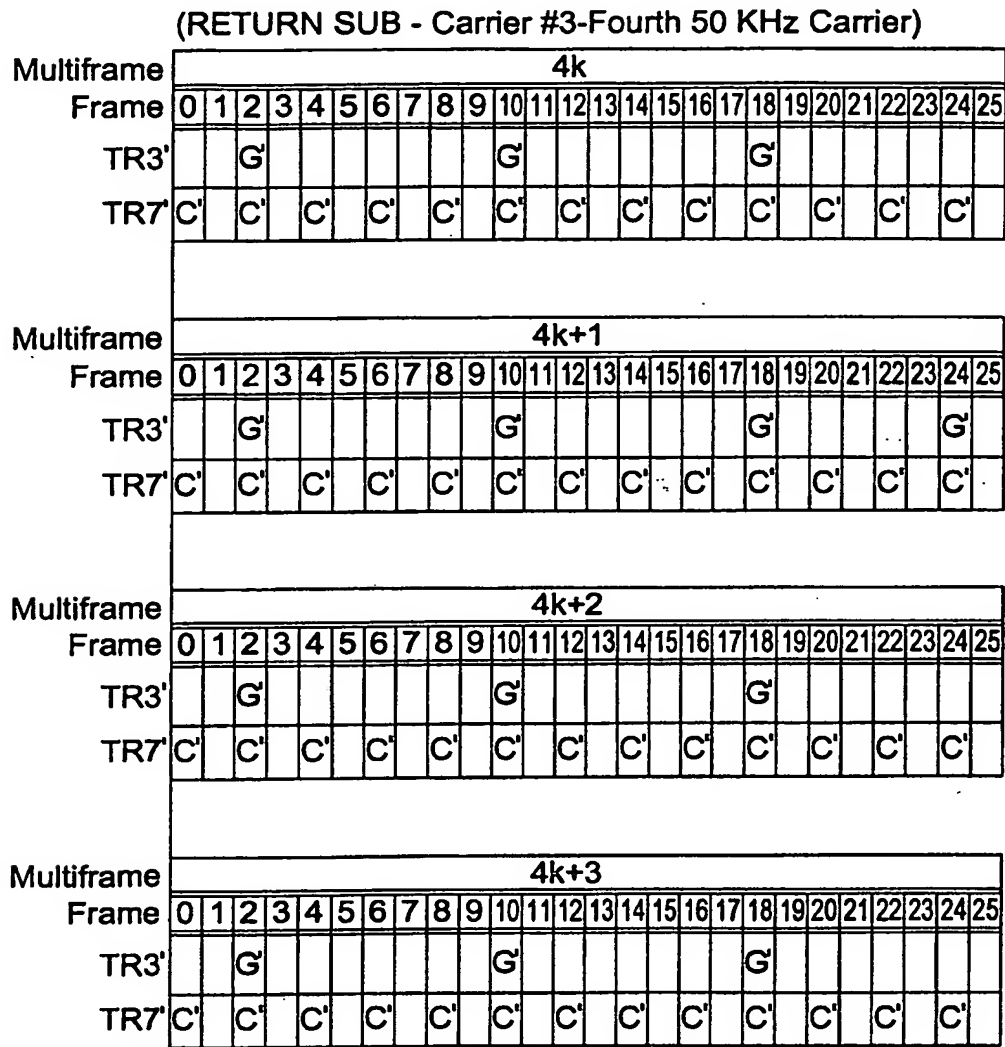 (RETURN SUB - Carrier #3-Fourth 50 KHz Carrier)
Multiframe 4k
Frame 0 1 2 3 4 5 6 7 8 9 10 11 12 13 14 15 16 17 18 19 20 21 22 23 24 25
TR3' G' G' G'
TR7' C' C' C' C' C' C' C' C' C' C' C' C' C'
Multiframe 4k+1
Frame 0 1 2 3 4 5 6 7 8 9 10 11 12 13 14 15 16 17 18 19 20 21 22 23 24 25
TR3' G' G' G' G'
TR7' C' C' C' C' C' C' C' C' C' C' C' C' C'
Multiframe 4k+2
Frame 0 1 2 3 4 5 6 7 8 9 10 11 12 13 14 15 16 17 18 19 20 21 22 23 24 25
TR3' G' G' G'
TR7' C' C' C' C' C' C' C' C' C' C' C' C' C'
Multiframe 4k+3
Frame 0 1 2 3 4 5 6 7 8 9 10 11 12 13 14 15 16 17 18 19 20 21 22 23 24 25
TR3' G' G' G'
TR7' C' C' C' C' C' C' C' C' C' C' C' C' C'